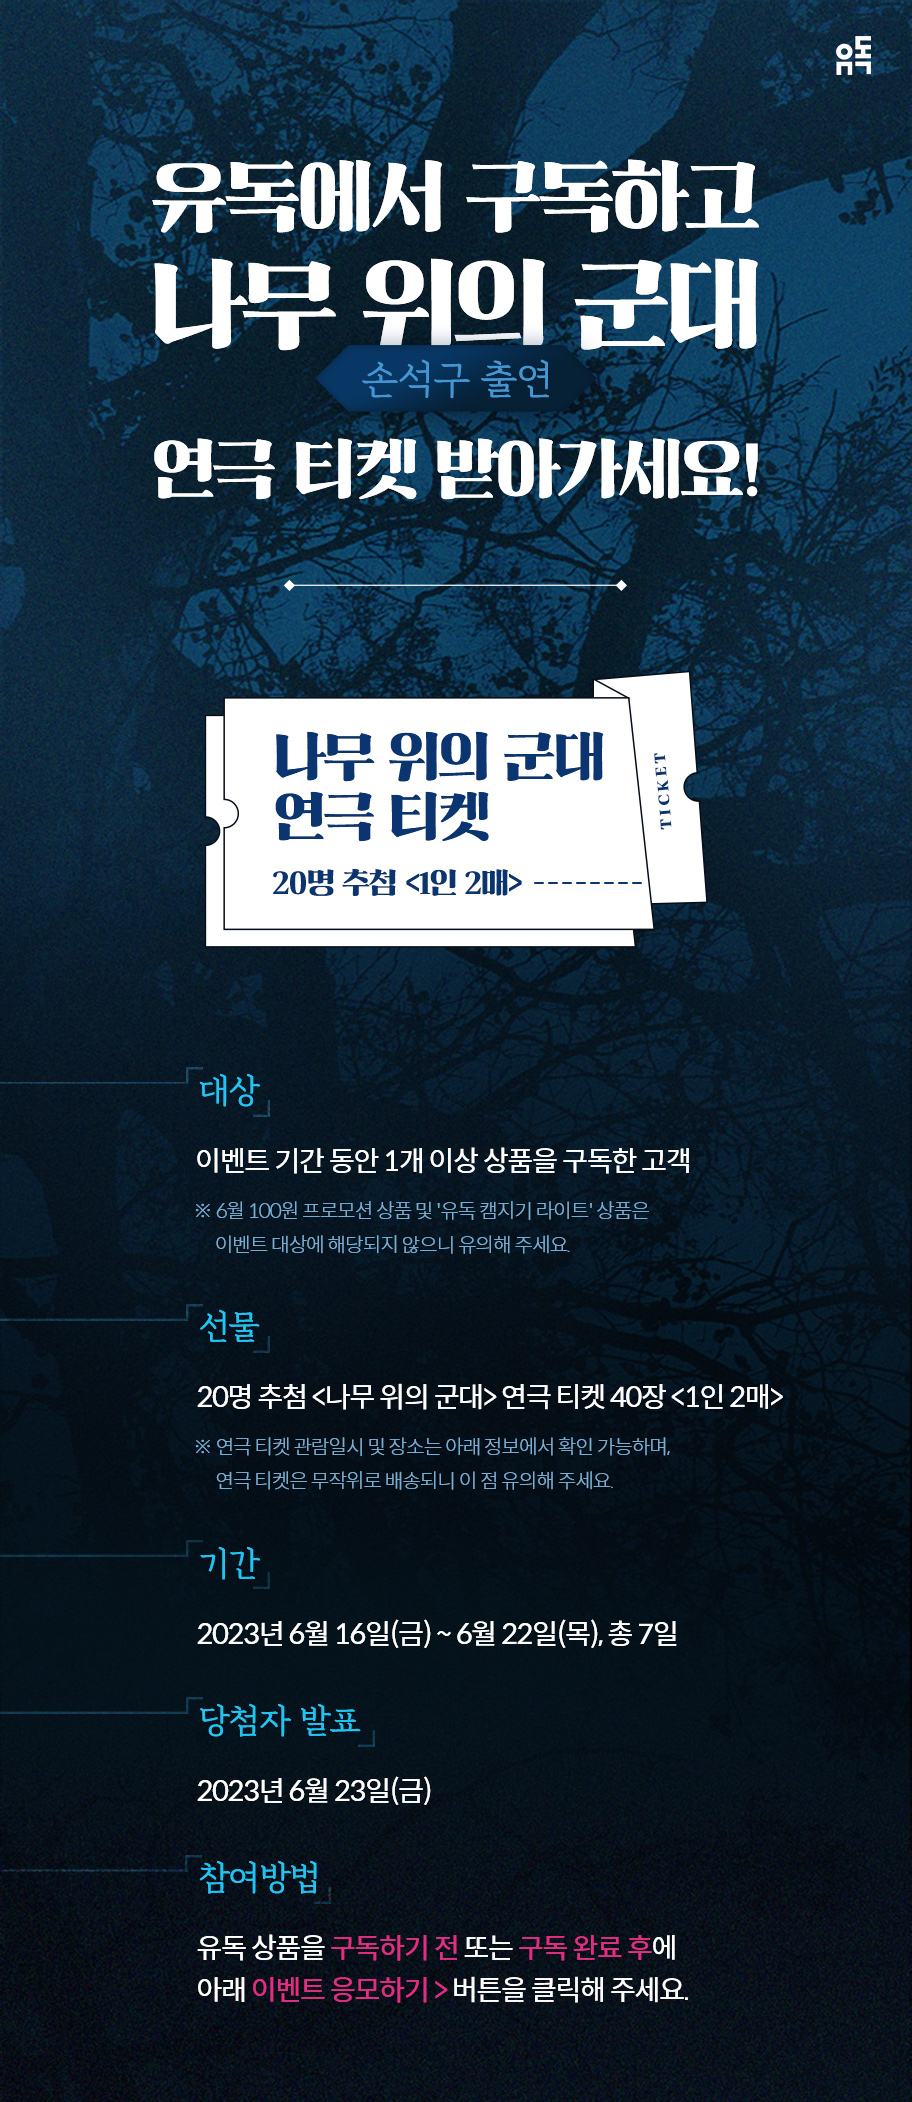 유독
유독에서 구독하고
나무 위의 군대
손석구 출연
연극 티켓 받아가세요!
나무 위의 군대
연극 티켓
20명 추첨 <1인 2매>
TICKET
대상
이벤트 기간 동안 1개 이상 상품을 구독한 고객
※ 6월 100원 프로모션 상품 및 '유독 캠지기 라이트' 상품은
이벤트 대상에 해당되지 않으니 유의해 주세요.
선물
20명 추첨 <나무 위의 군대> 연극 티켓 40장 <1인 2매>
※ 연극 티켓 관람일시 및 장소는 아래 정보에서 확인 가능하며,
연극 티켓은 무작위로 배송되니 이 점 유의해 주세요.
기간
2023년 6월 16일(금) ~ 6월 22일(목), 총 7일
당첨자 발표
2023년 6월 23일(금)
참여방법
유독 상품을 구독하기 전 또는 구독 완료 후에
아래 이벤트 응모하기 > 버튼을 클릭해 주세요.